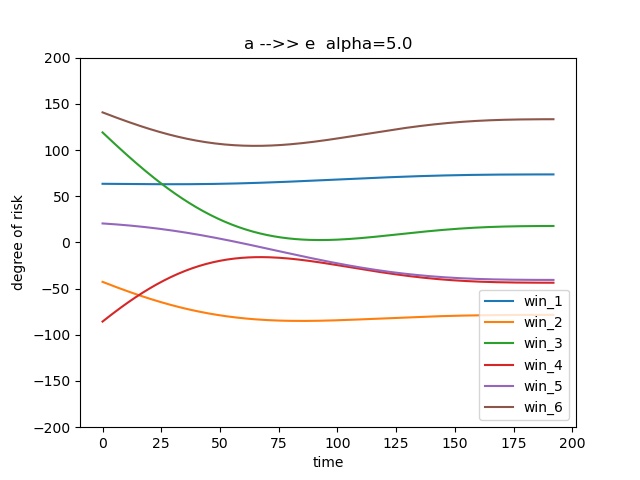 a -->> e  alpha=5.0
200
150
100
50
0
−50
−100
−150
−200
degree of risk
win_1
win_2
win_3
win_4
win_5
win_6
0 25 50 75 100 125 150 175 200
time